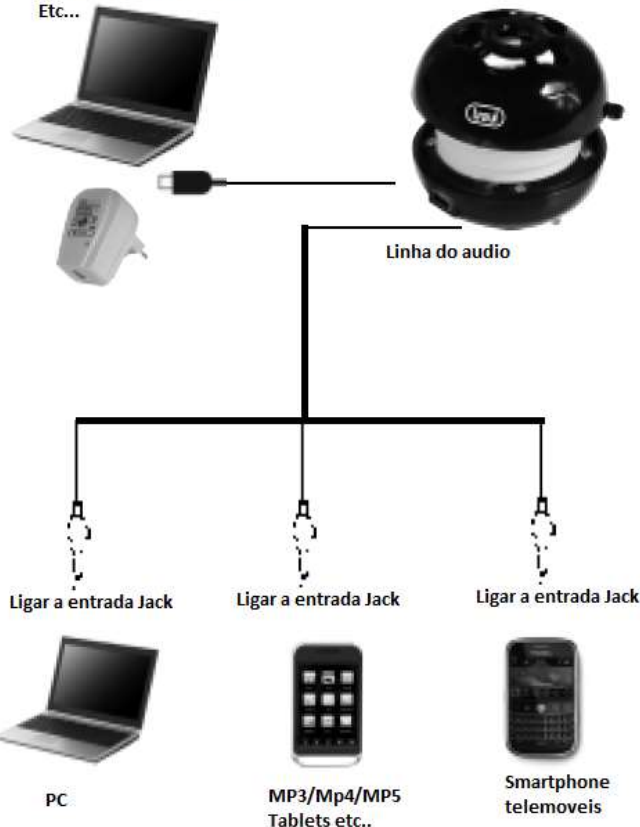 Etc...
Trevi
Linha do audio
Ligar a entrada Jack
Ligar a entrada Jack
Ligar a entrada Jack
PC
MP3/Mp4/MP5
Tablets etc..
Smartphone
telemoveis